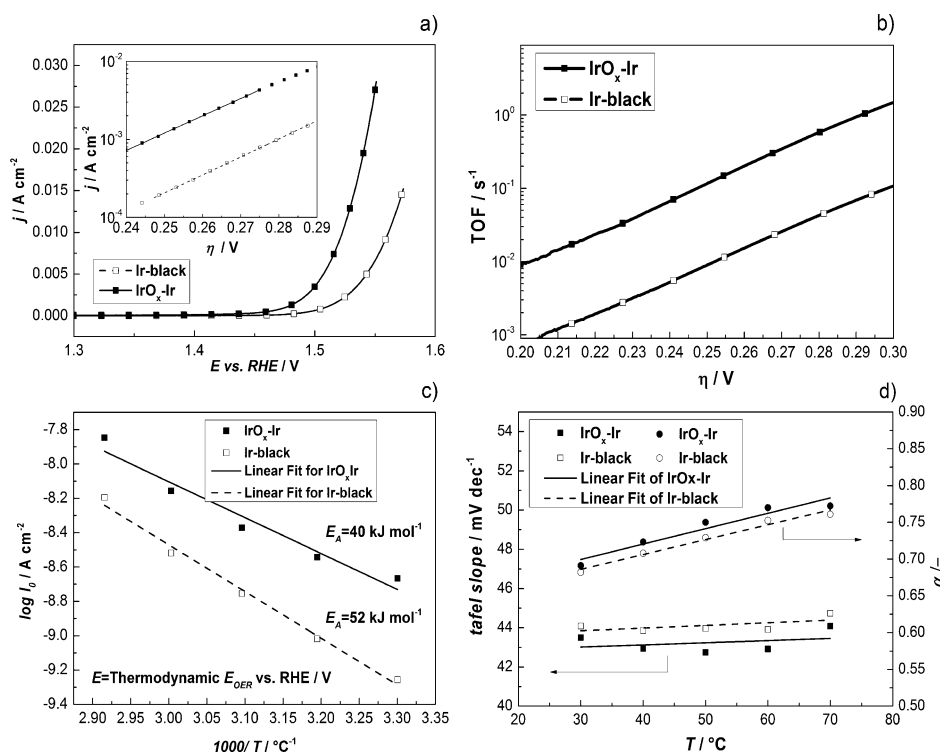 a)
0.030
0.025
0.020
0.015
0.010
0.005
0.000
j / A cm-2
10-2
10-3
10-4
j / A cm-2
0.24 0.25 0.26 0.27 0.28 0.29
η / V
Ir-black
IrOx-Ir
1.3 1.4 1.5 1.6
E vs. RHE / V
b)
IrOx-Ir
Ir-black
100
10-1
10-2
10-3
TOF / s-1
0.20 0.21 0.22 0.23 0.24 0.25 0.26 0.27 0.28 0.29 0.30
η / V
c)
IrOx-Ir
Ir-black
Linear Fit for IrOxIr
Linear Fit for Ir-black
-7.8
-8.0
-8.2
-8.4
-8.6
-8.8
-9.0
-9.2
-9.4
log I0 / A cm-2
EA=40 kJ mol-1
EA=52 kJ mol-1
E=Thermodynamic EOER vs. RHE / V
2.90 2.95 3.00 3.05 3.10 3.15 3.20 3.25 3.30 3.35
1000/ T / °C-1
d)
IrOx-Ir IrOx-Ir
Ir-black Ir-black
Linear Fit of IrOx-Ir
Linear Fit of Ir-black
54
53
52
51
50
49
48
47
46
45
44
43
42
41
tafel slope / mV dec-1
0.90
0.85
0.80
0.75
0.70
0.65
0.60
0.55
0.50
α /–
20 30 40 50 60 70 80
T / °C